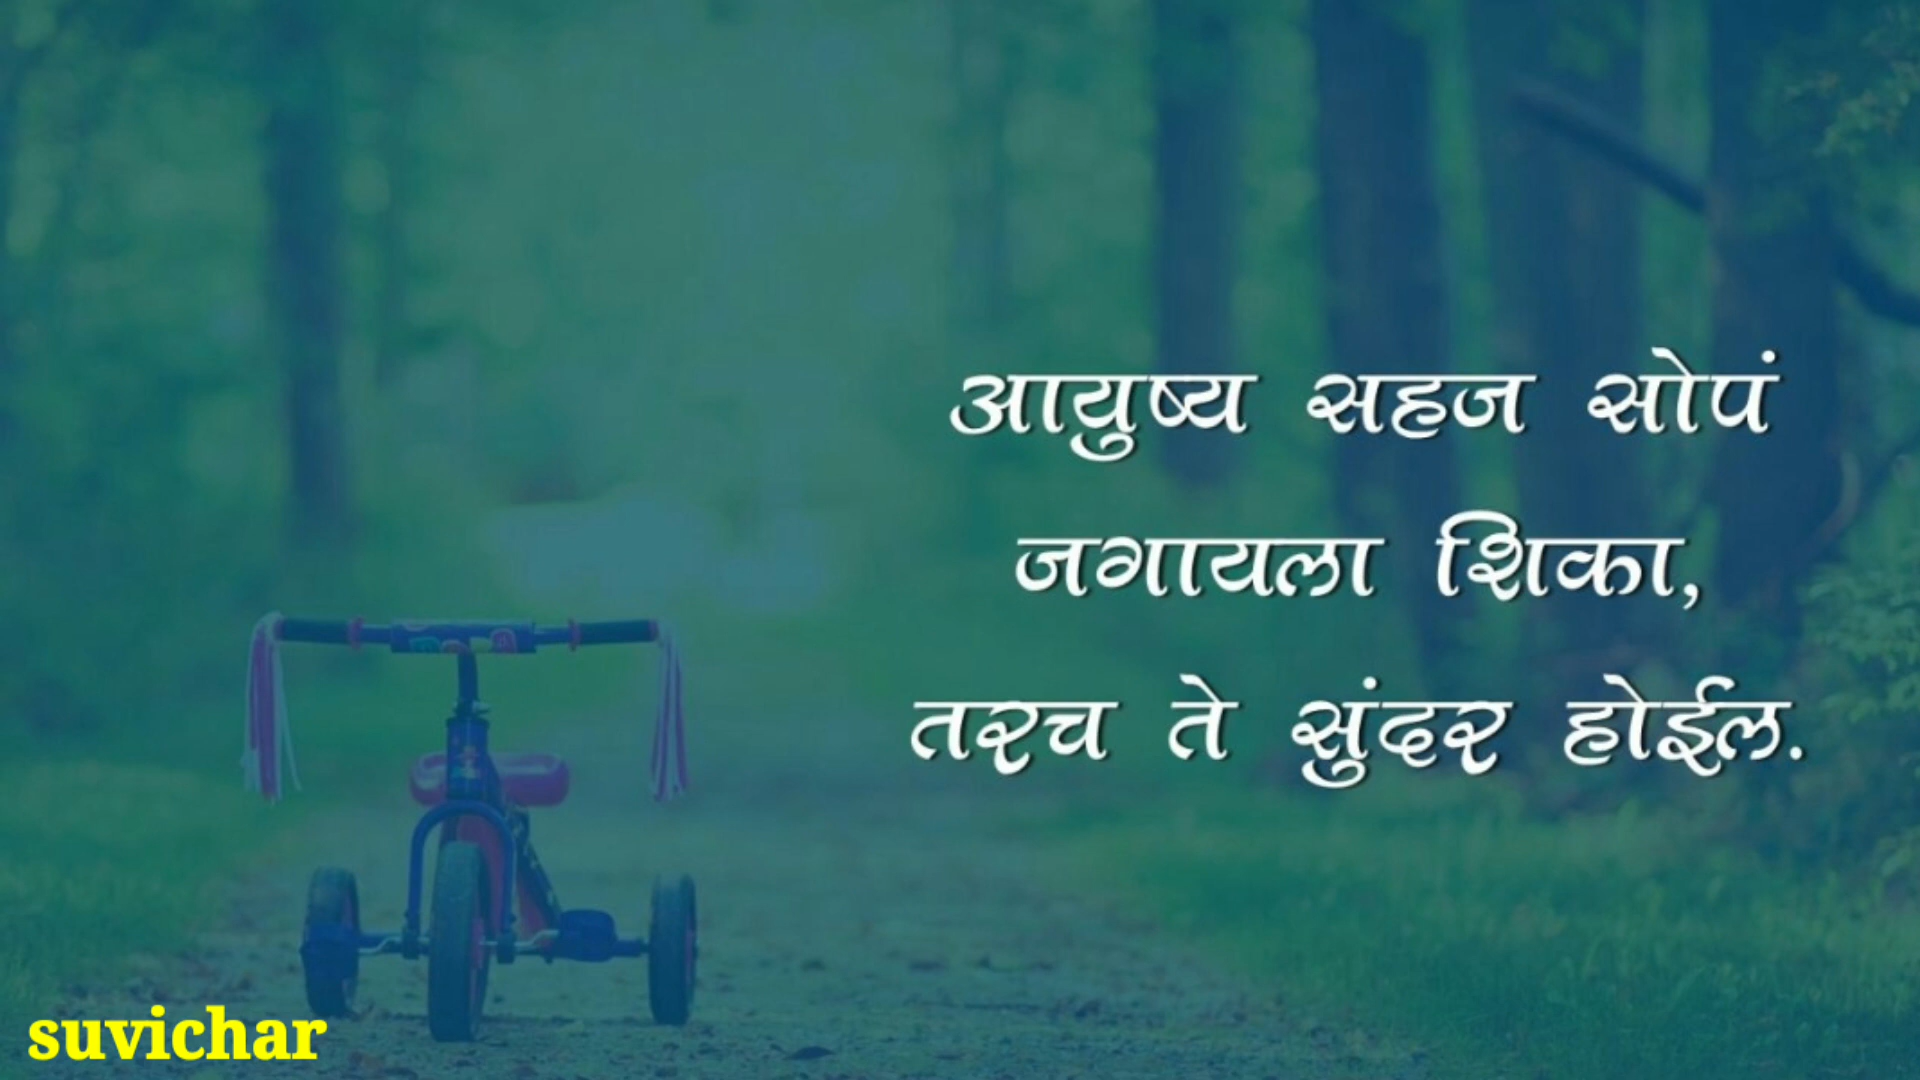 आयुष्य सहज सोपं
जगायला शिका,
तरच ते सुंदर होईल.
suvichar